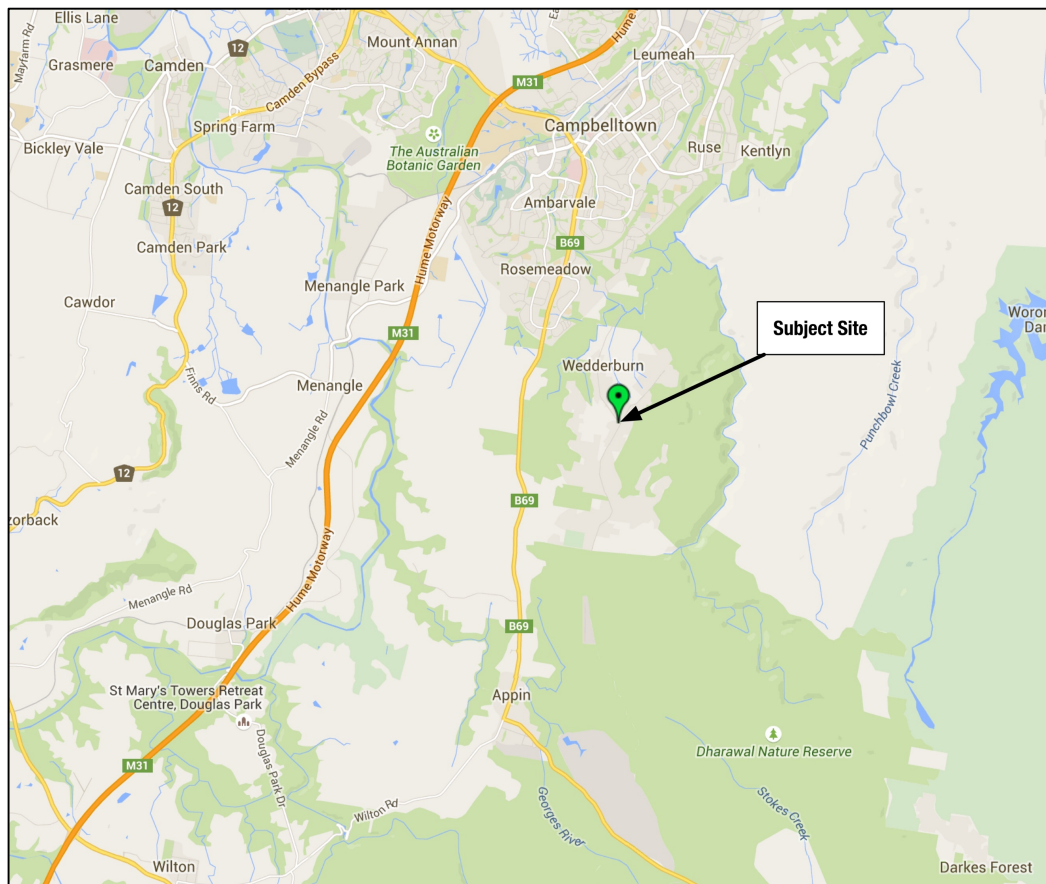 Ellis Lane
Mount Annan
Hume
Leumeah
Mayfarm Rd
Grasmere
Camden
12
Camden Bypass
M31
Campbelltown
Spring Farm
The Australian
Botanic Garden
Bickley Vale
Ruse
Kentlyn
Camden South
12
Ambarvale
Camden Park
Hume Motorway
B69
Rosemeadow
Menangle Park
Cawdor
M31
Subject Site
Woror
Dar
Wedderburn
Finns Rd
Menangle
Punchbowl Creek
Menangle Rd
12
B69
zorback
Hume Motorway
Menangle Rd
Douglas Park
B69
St Mary's Towers Retreat
Centre, Douglas Park
Appin
Dharawal Nature Reserve
M31
Douglas Park Dr
Wilton Rd
Georges River
Stokes Creek
Wilton
Darkes Forest